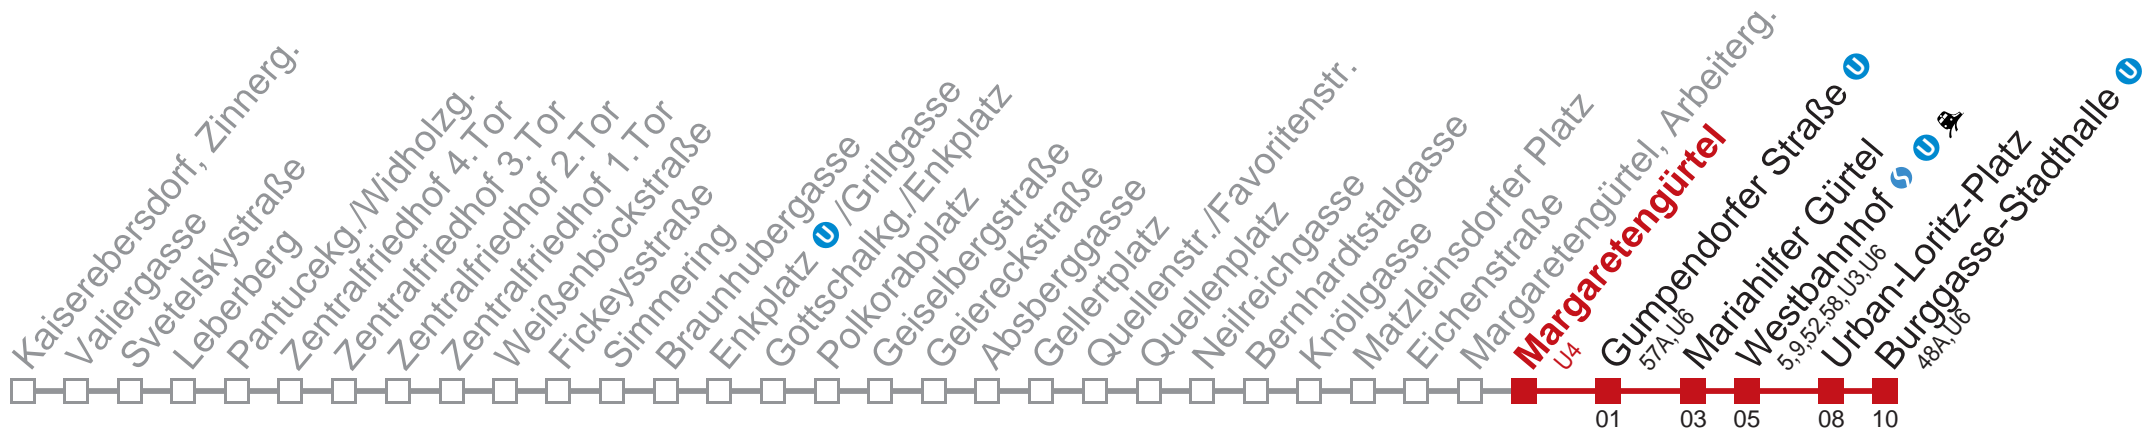 Kaiserebersdorf, Zinnerg.
Valiergasse
Svetelskystraße
Leberberg
Pantucekg./Widholzg.
Zentralfriedhof 4.Tor
Zentralfriedhof 3.Tor
Zentralfriedhof 2.Tor
Zentralfriedhof 1.Tor
Weißenböckstraße
Fickeysstraße
Simmering
Braunhubergasse
Enkplatz U /Grillgasse
Gottschalkg./Enkplatz
Polkorabplatz
Geiselbergstraße
Geiereckstraße
Absberggasse
Gellertplatz
Quellenstr./Favoritenstr.
Quellenplatz
Neilreichgasse
Bernhardtstalgasse
Knöllgasse
Matzleinsdorfer Platz
Eichenstraße
Margaretengürtel, Arbeiterg.
Margaretengürtel
U4
Gumpendorfer Straße U
57A,U6
Mariahilfer Gürtel
Westbahnhof U
5,9,52,58,U3,U6
Urban-Loritz-Platz
Burggasse-Stadthalle U
48A,U6
01 03 05 08 10